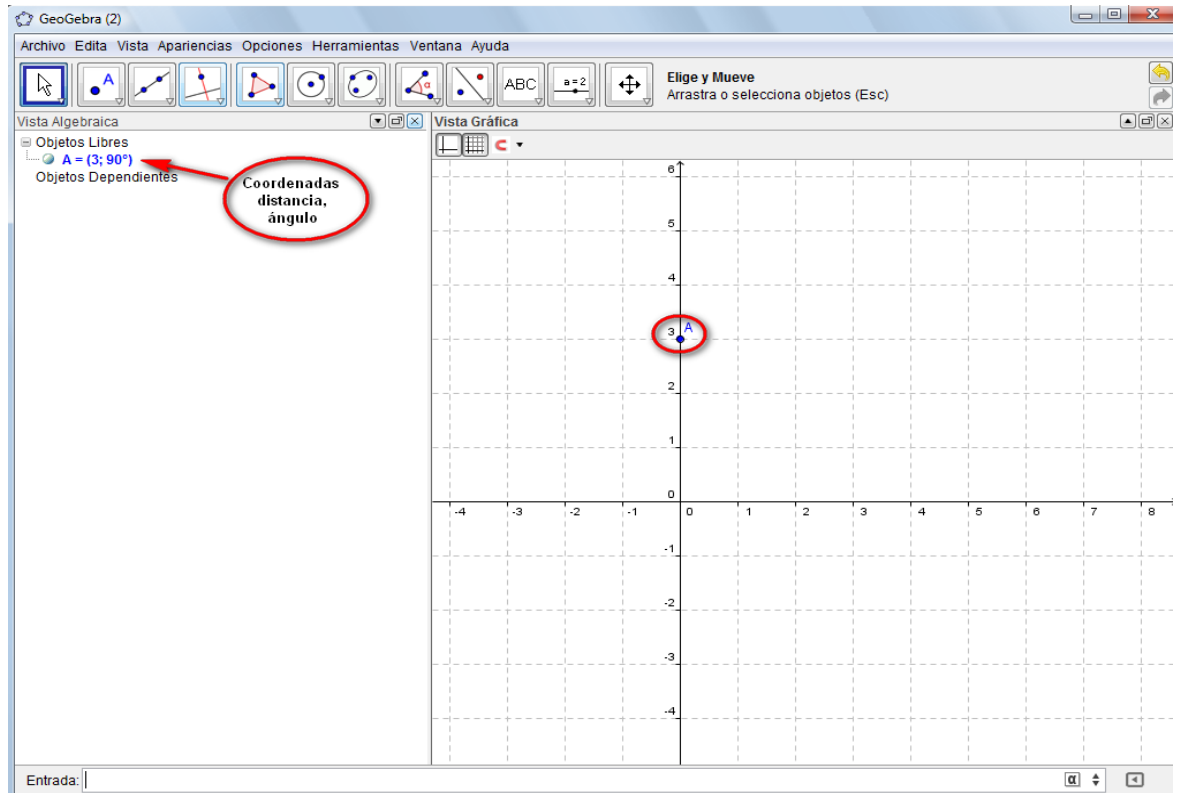 GeoGebra (2)
Archivo Edita Vista Apariencias Opciones Herramientas Ventana Ayuda
A
α
ABC
a=2
Elige y Mueve
Arrastra o selecciona objetos (Esc)
Vista Algebraica
Vista Gráfica
Objetos Libres
A = (3; 90°)
Objetos Dependientes
Coordenadas
distancia,
ángulo
6
5
4
3
A
2
1
0
-4 -3 -2 -1 0 1 2 3 4 5 6 7 8
-1
-2
-3
-4
Entrada:
α